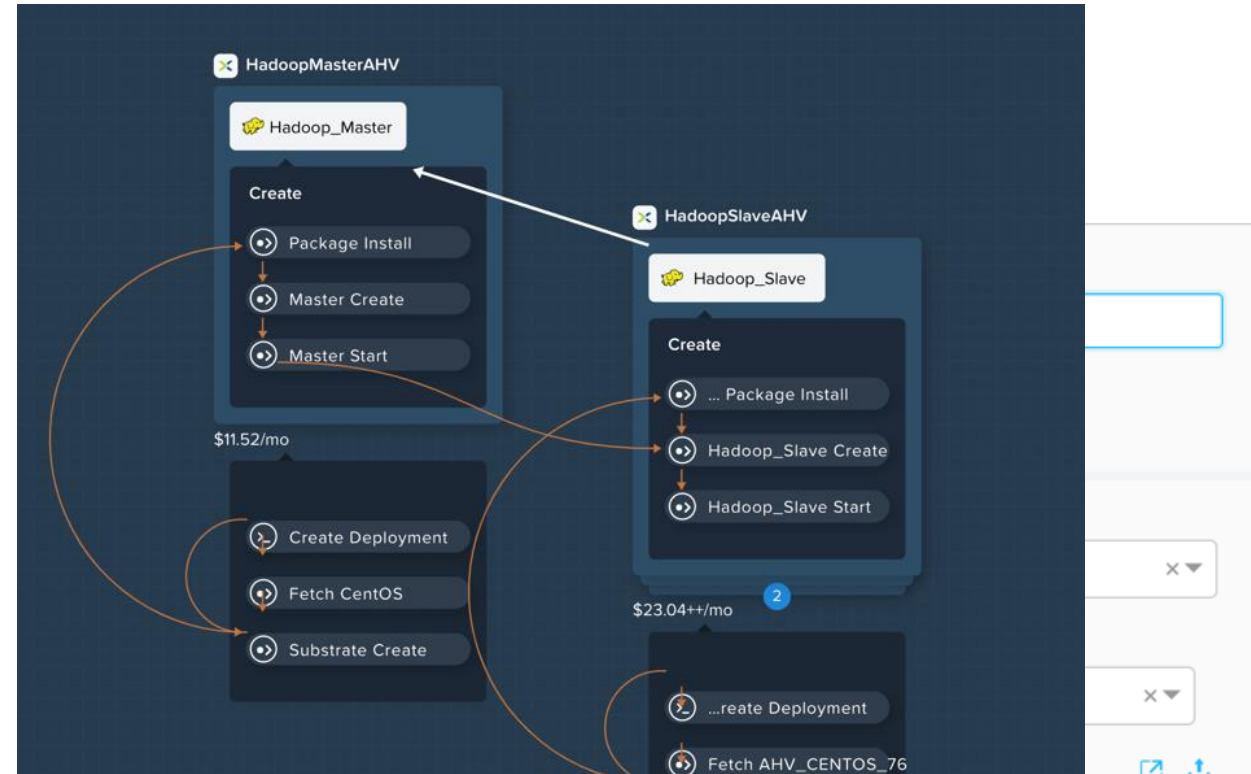 HadoopMasterAHV
Hadoop_Master
Create
Package Install
Master Create
Master Start
$11.52/mo
Create Deployment
Fetch CentOS
Substrate Create
HadoopSlaveAHV
Hadoop_Slave
Create
... Package Install
Hadoop_Slave Create
Hadoop_Slave Start
2
$23.04++/mo
...reate Deployment
Fetch AHV_CENTOS_76